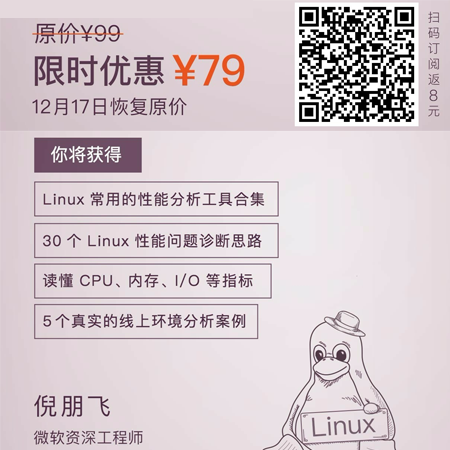 原价¥99
限时优惠 ¥79
12月17日恢复原价
扫码订阅返8元
你将获得
Linux 常用的性能分析工具合集
30 个 Linux 性能问题诊断思路
读懂 CPU、内存、I/O 等指标
5个真实的线上环境分析案例
倪朋飞
微软资深工程师
Linux